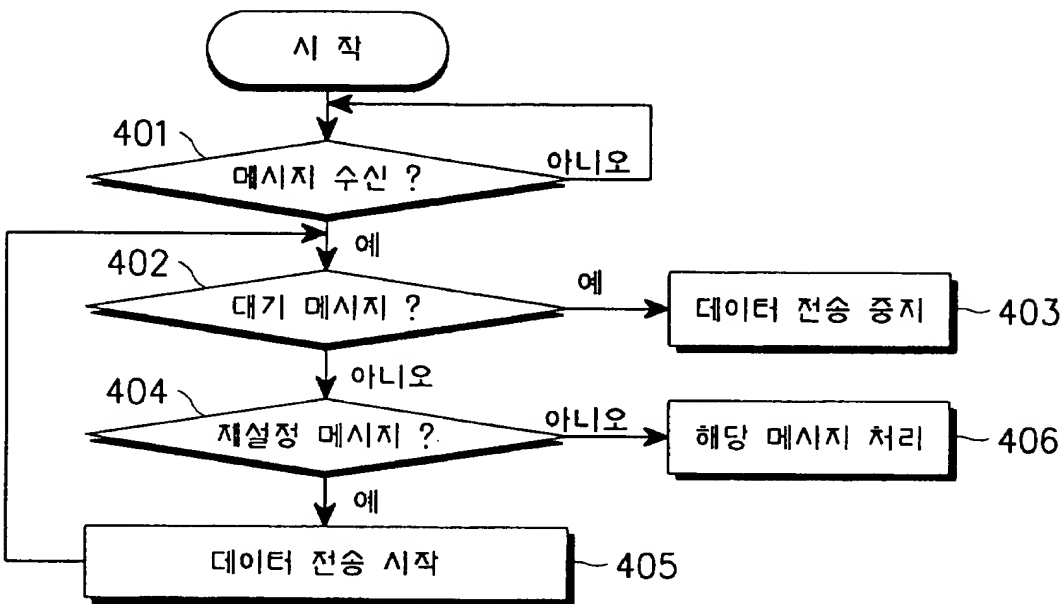 시 작
401
메시지 수신 ?
아니오
예
402
대기 메시지 ?
예
데이터 전송 중지
403
아니오
404
재설정 메시지 ?
아니오
해당 메시지 처리
406
예
데이터 전송 시작
405